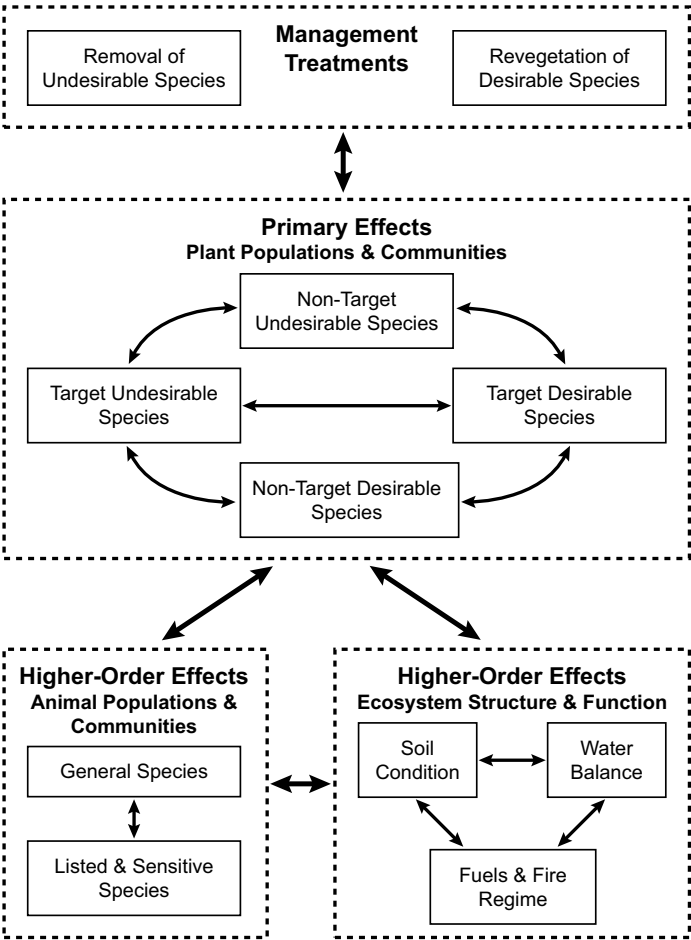 Management
Treatments
Removal of
Undesirable Species
Revegetation of
Desirable Species
Primary Effects
Plant Populations & Communities
Non-Target
Undesirable Species
Target Undesirable
Species
Target Desirable
Species
Non-Target Desirable
Species
Higher-Order Effects
Animal Populations &
Communities
General Species
Listed & Sensitive
Species
Higher-Order Effects
Ecosystem Structure & Function
Soil
Condition
Water
Balance
Fuels & Fire
Regime